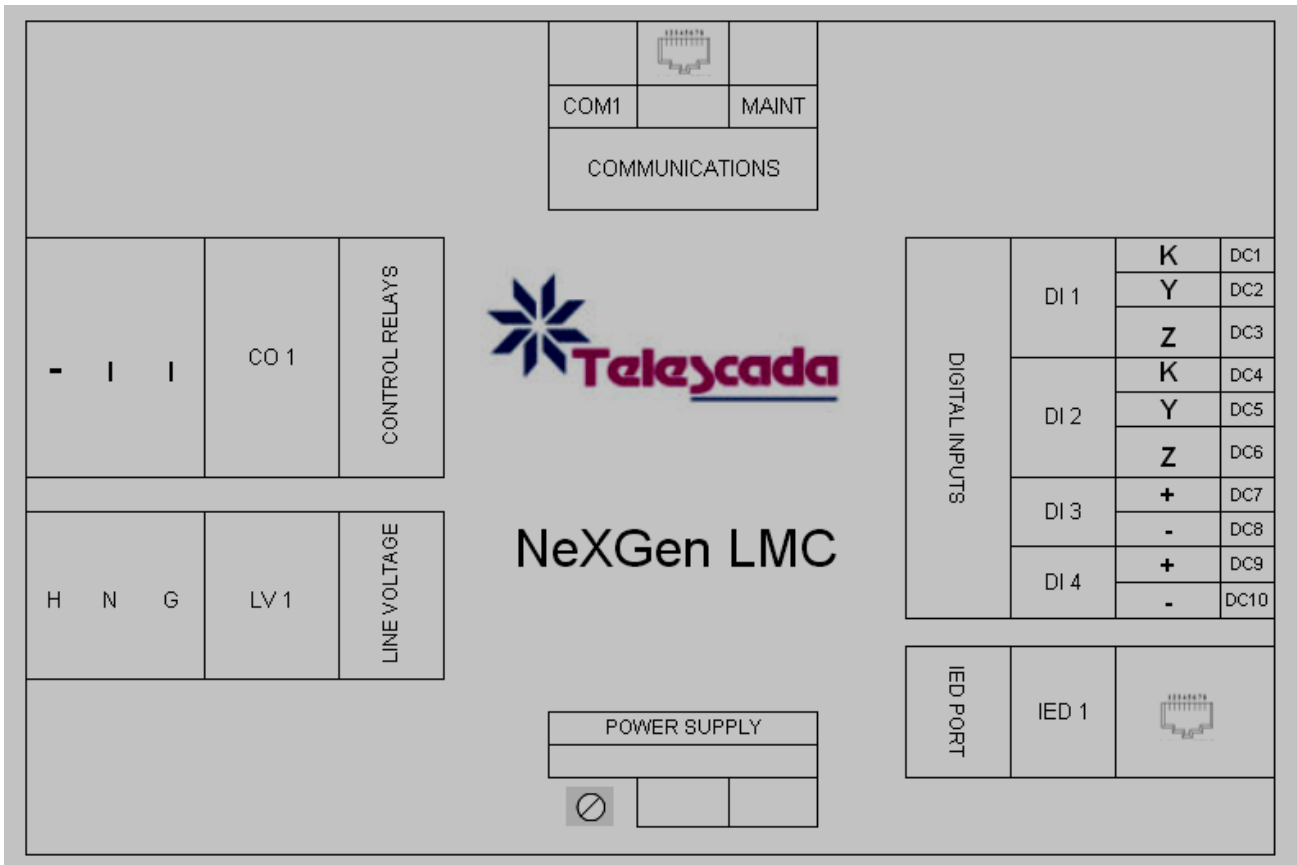 12345678
COM1 MAINT
COMMUNICATIONS
- I I CO 1 CONTROL RELAYS
Telescada
DIGITAL INPUTS
DI 1
K DC1
Y DC2
Z DC3
DI 2
K DC4
Y DC5
Z DC6
DI 3
+ DC7
- DC8
DI 4
+ DC9
- DC10
NeXGen LMC
H N G LV 1 LINE VOLTAGE
IED PORT IED 1
12345678
POWER SUPPLY